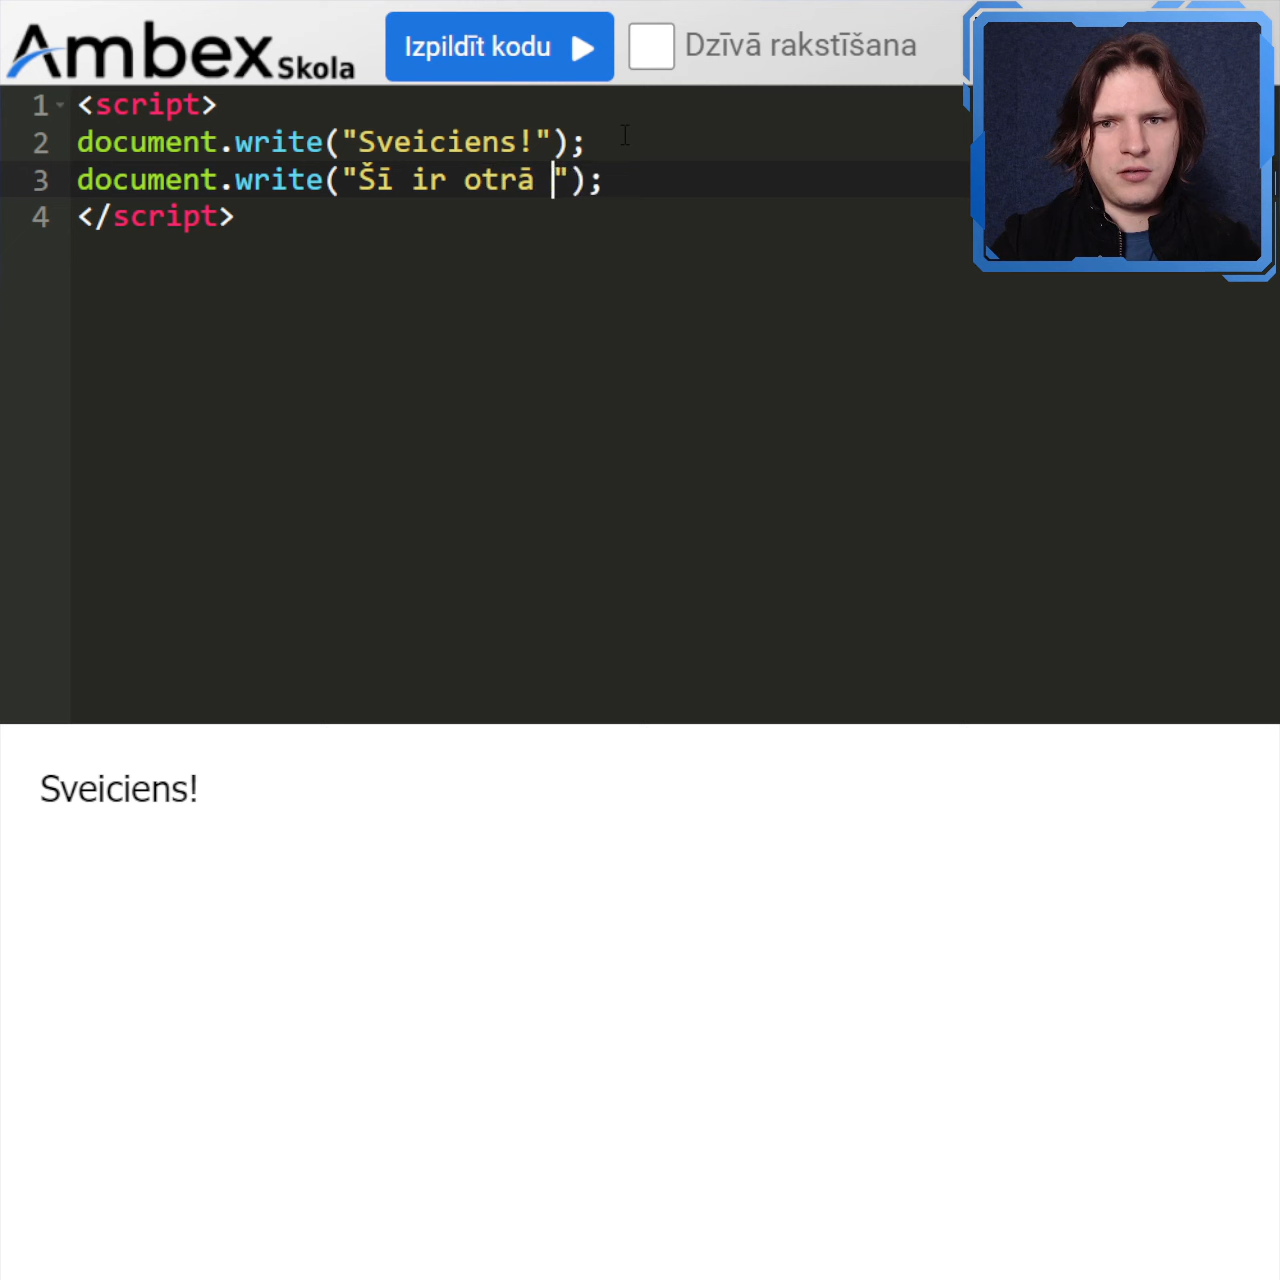 Ambex Skola
Izpildīt kodu
Dzīvā rakstīšana
1 <script>
2 document.write("Sveiciens!");
3 document.write("Šī ir otrā ");
4 </script>
Sveiciens!